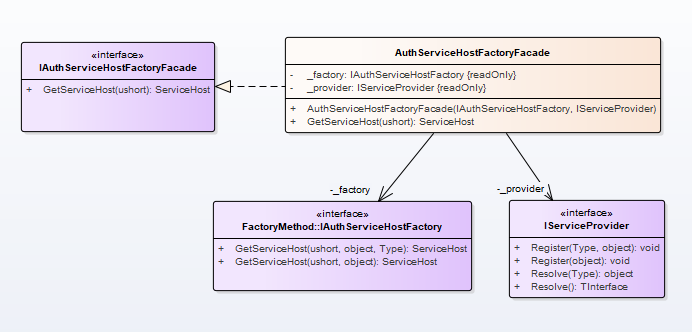 «interface»
IAuthServiceHostFactoryFacade
+ GetServiceHost(ushort): ServiceHost
AuthServiceHostFactoryFacade
- _factory: IAuthServiceHostFactory {readOnly}
- _provider: IServiceProvider {readOnly}
+ AuthServiceHostFactoryFacade(IAuthServiceHostFactory, IServiceProvider)
+ GetServiceHost(ushort): ServiceHost
-_factory
-_provider
«interface»
FactoryMethod::IAuthServiceHostFactory
+ GetServiceHost(ushort, object, Type): ServiceHost
+ GetServiceHost(ushort, object): ServiceHost
«interface»
IServiceProvider
+ Register(Type, object): void
+ Register(object): void
+ Resolve(Type): object
+ Resolve(): TInterface